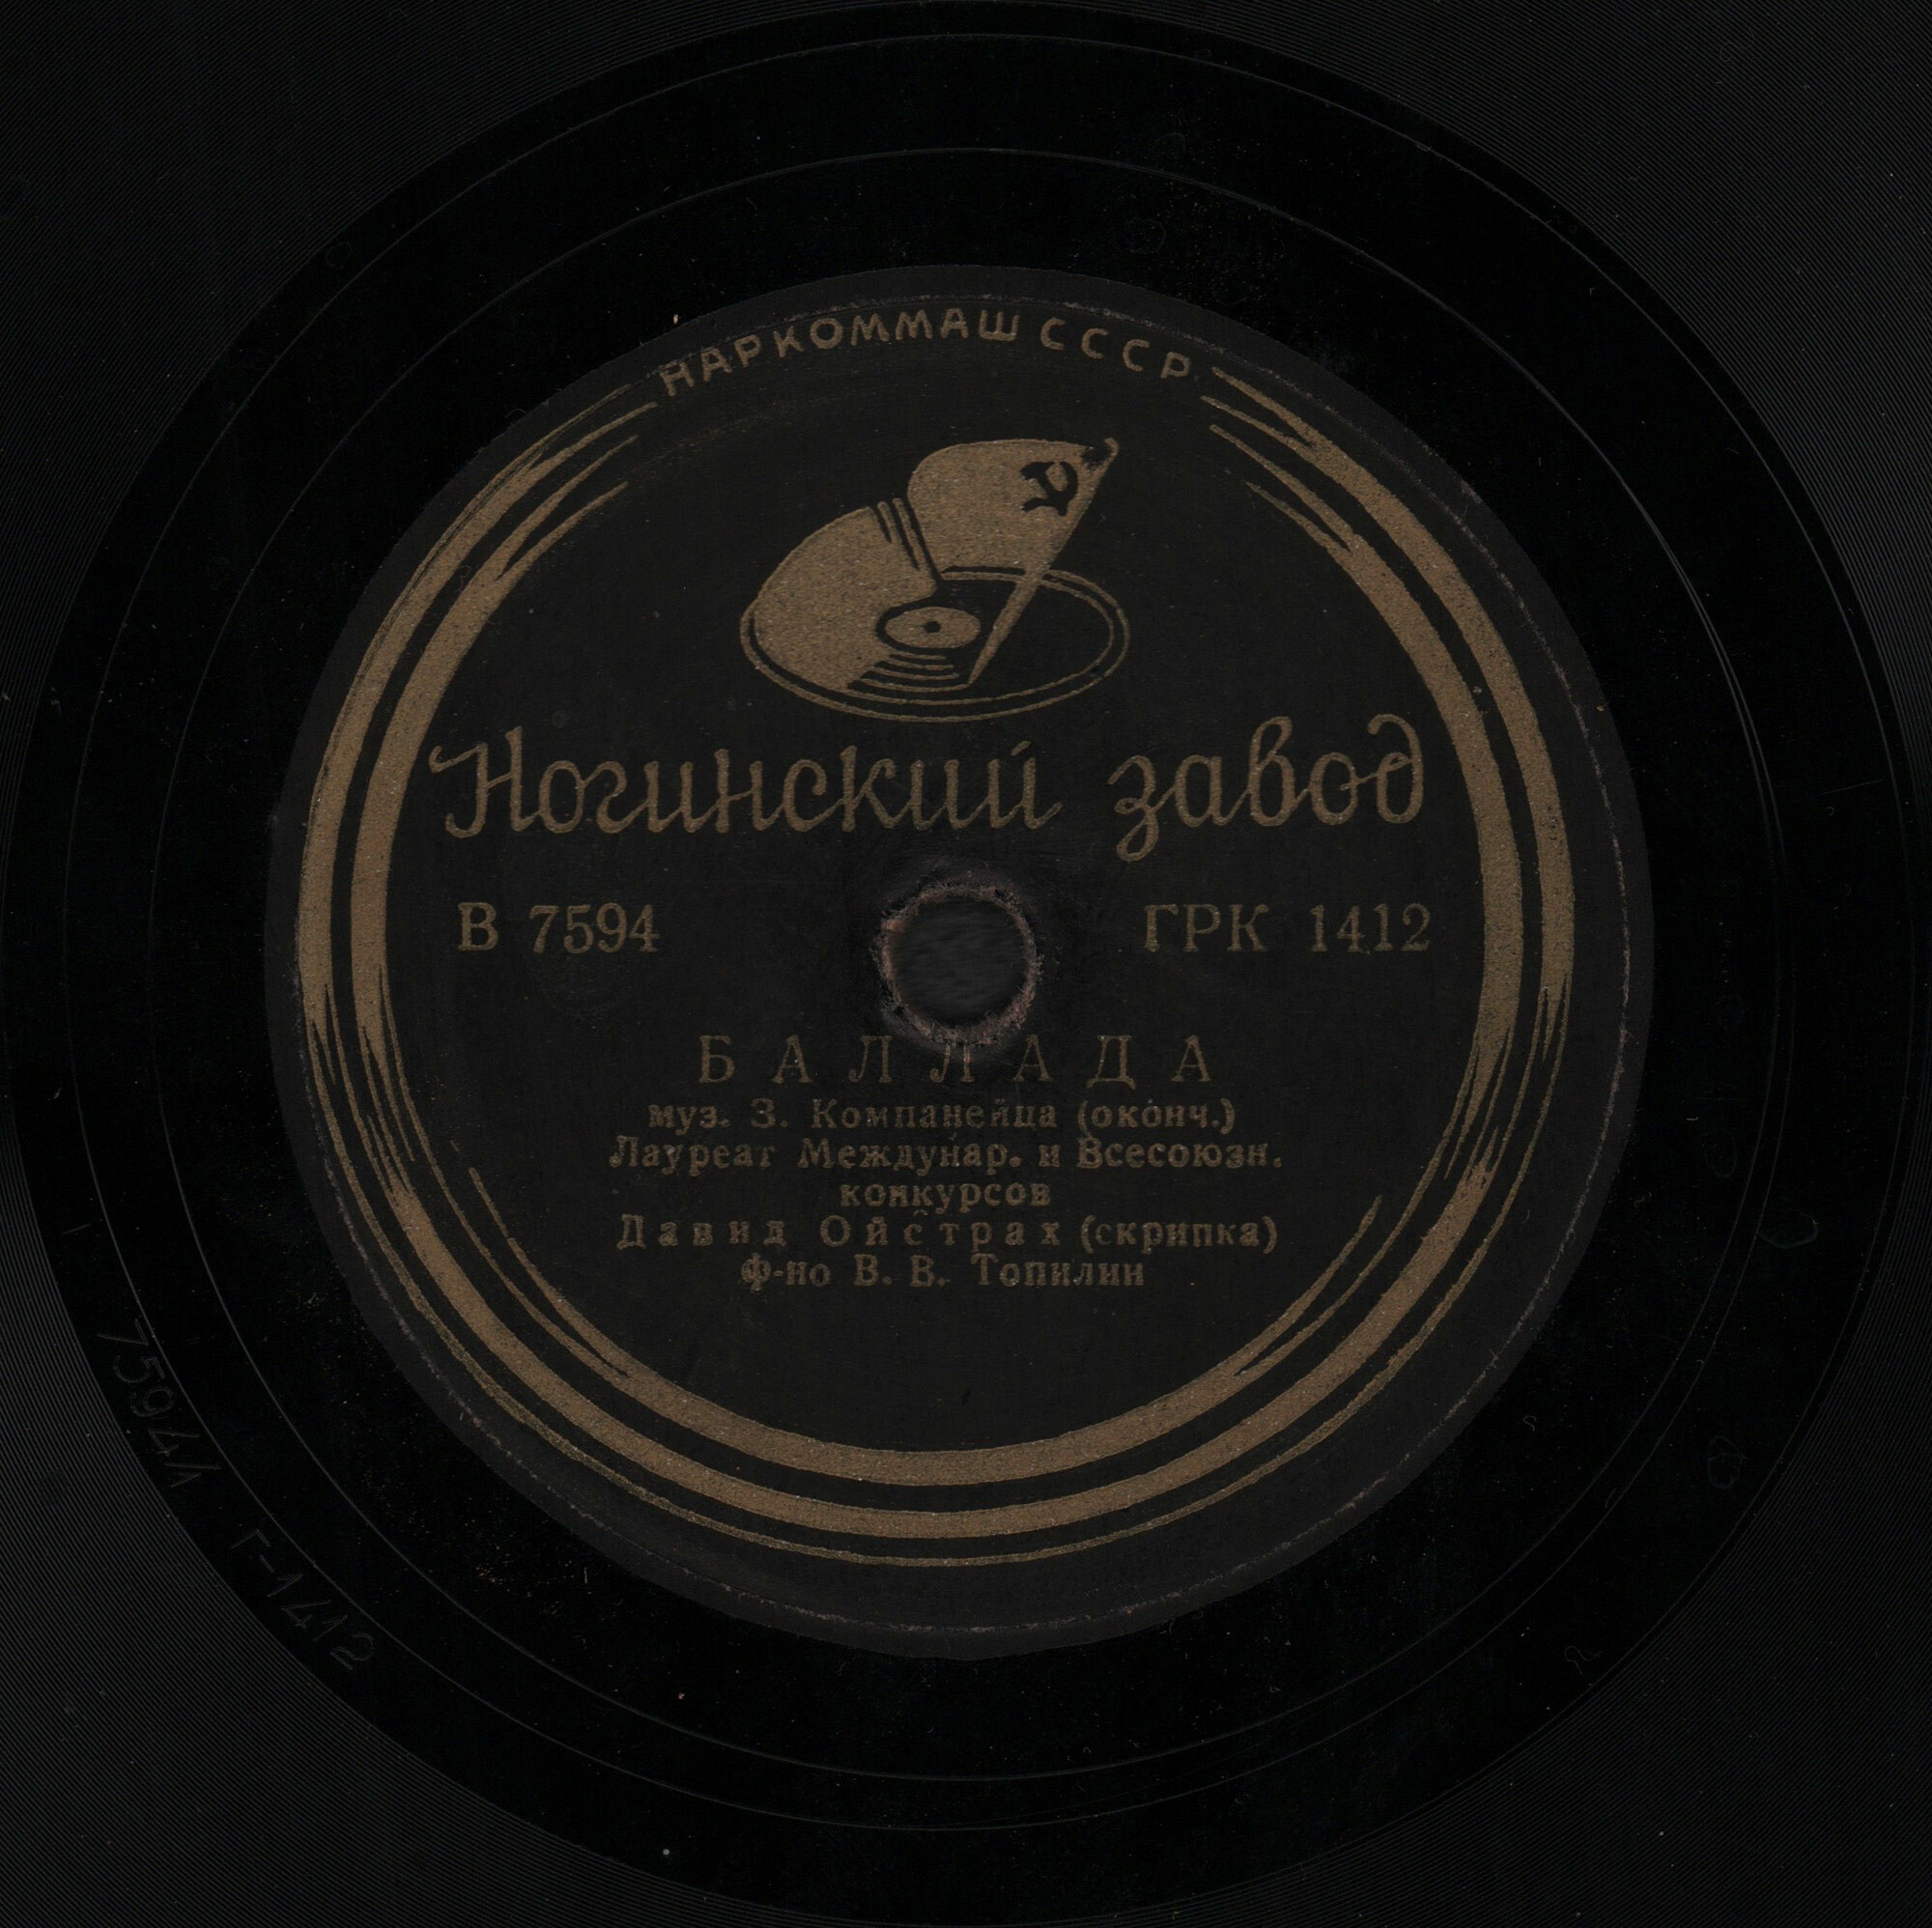 НАРКОММАШ СССР
Ногинский завод
В 7594 ГРК 1412
БАЛЛАДА
муз. З. Компанейца (оконч.)
Лауреат Междунар. и Всесоюзн.
конкурсов
Давид Ойстрах (скрипка)
ф-но В. В. Топилин
7594/1 Г-1412